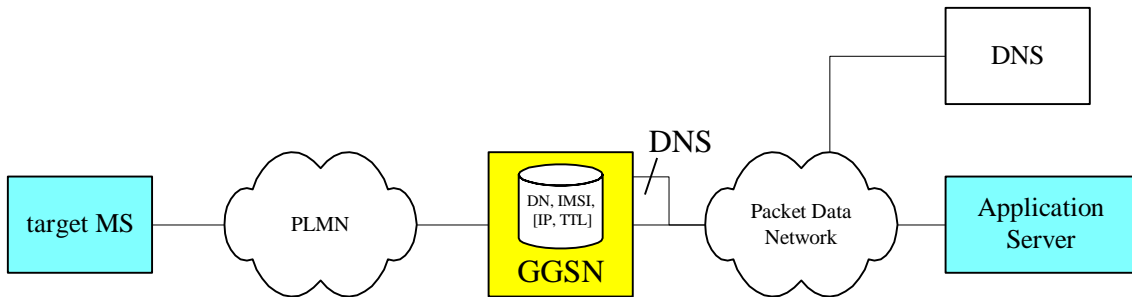 DNS
DNS
target MS
PLMN
DN, IMSI,
[IP, TTL]
GGSN
Packet Data
Network
Application
Server